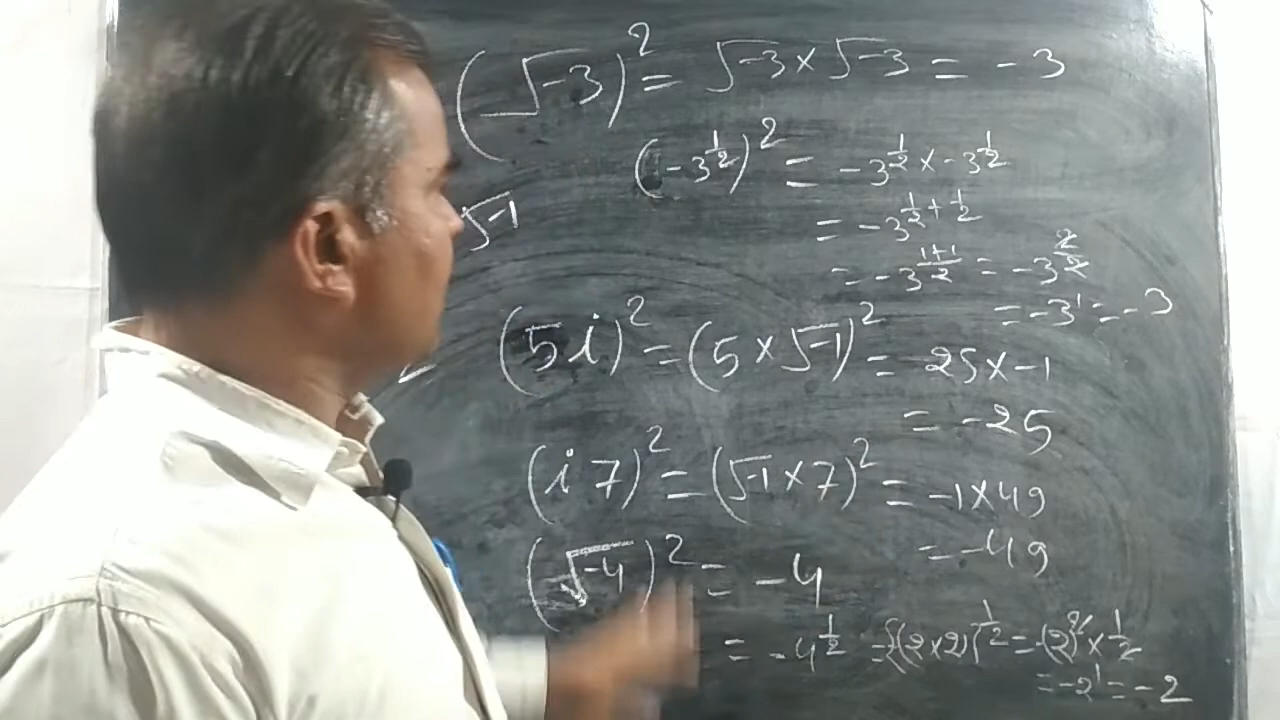 (√-3)² = √-3 × √-3 = -3
(-3^½)² = -3^½ × -3^½
√-1
= -3^(½+½)
= -3^((1+1)/2) = -3^(2/2)
= -3¹ = -3
(5i)² = (5×√-1)² = 25×-1
= -25
(i7)² = (√-1×7)² = -1×49
= -49
(√-4)² = -4
= -4^½ = {(2×2)}^½ = -(2)^(2×½)
= -2¹ = -2